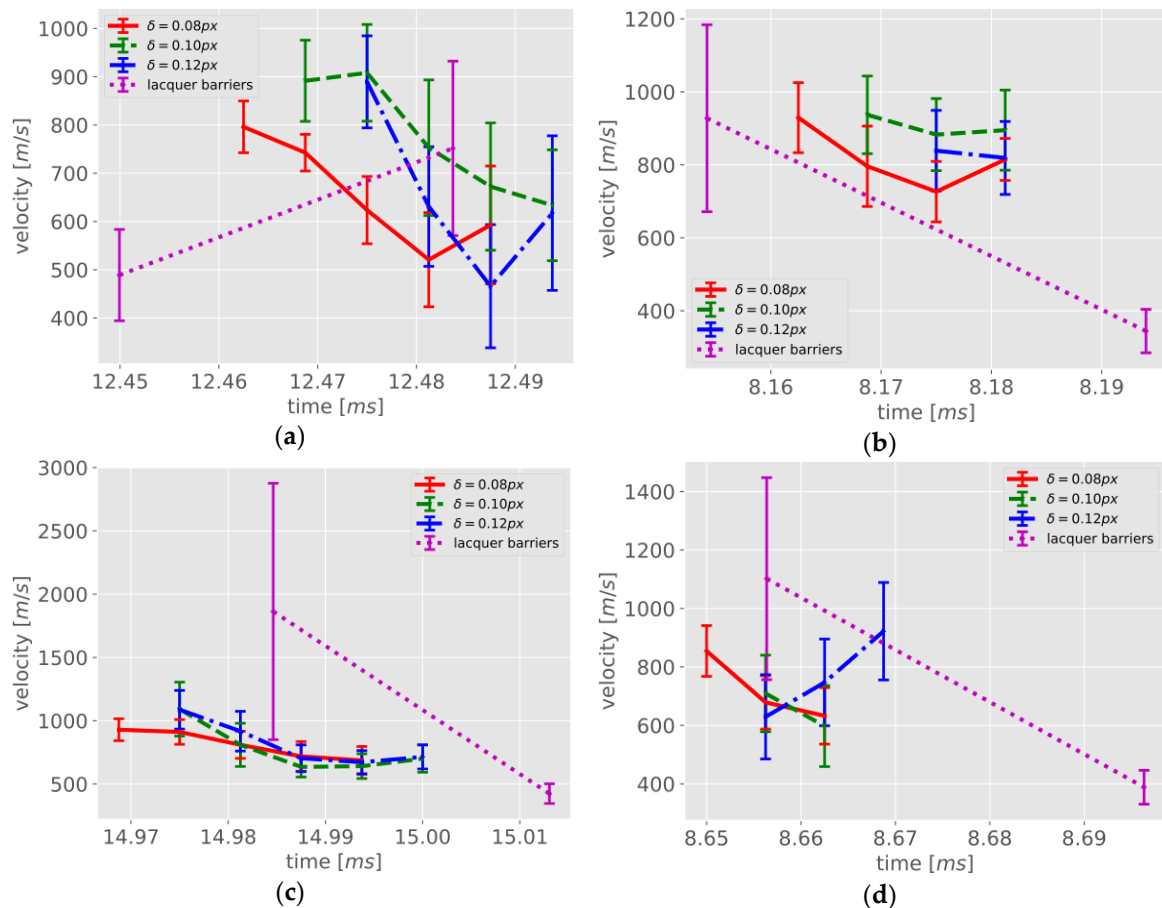 1000
900
800
700
600
500
400
velocity [m/s]
12.45 12.46 12.47 12.48 12.49
time [ms]
δ = 0.08px
δ = 0.10px
δ = 0.12px
lacquer barriers
(a)
1200
1000
800
600
400
velocity [m/s]
8.16 8.17 8.18 8.19
time [ms]
δ = 0.08px
δ = 0.10px
δ = 0.12px
lacquer barriers
(b)
3000
2500
2000
1500
1000
500
velocity [m/s]
14.97 14.98 14.99 15.00 15.01
time [ms]
δ = 0.08px
δ = 0.10px
δ = 0.12px
lacquer barriers
(c)
1400
1200
1000
800
600
400
velocity [m/s]
8.65 8.66 8.67 8.68 8.69
time [ms]
δ = 0.08px
δ = 0.10px
δ = 0.12px
lacquer barriers
(d)